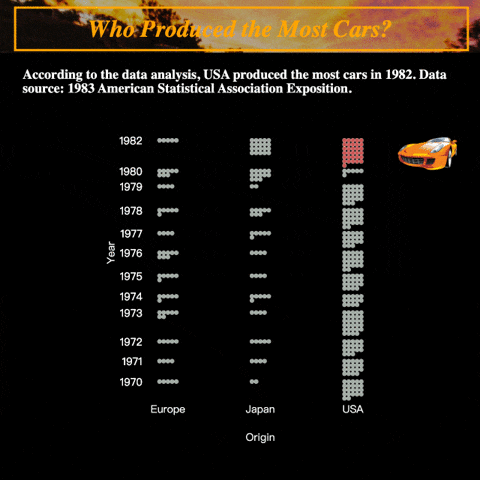 Who Produced the Most Cars?
According to the data analysis, USA produced the most cars in 1982. Data
source: 1983 American Statistical Association Exposition.
1982
1980
1979
1978
1977
1976
1975
1974
1973
1972
1971
1970
Year
Europe Japan USA
Origin